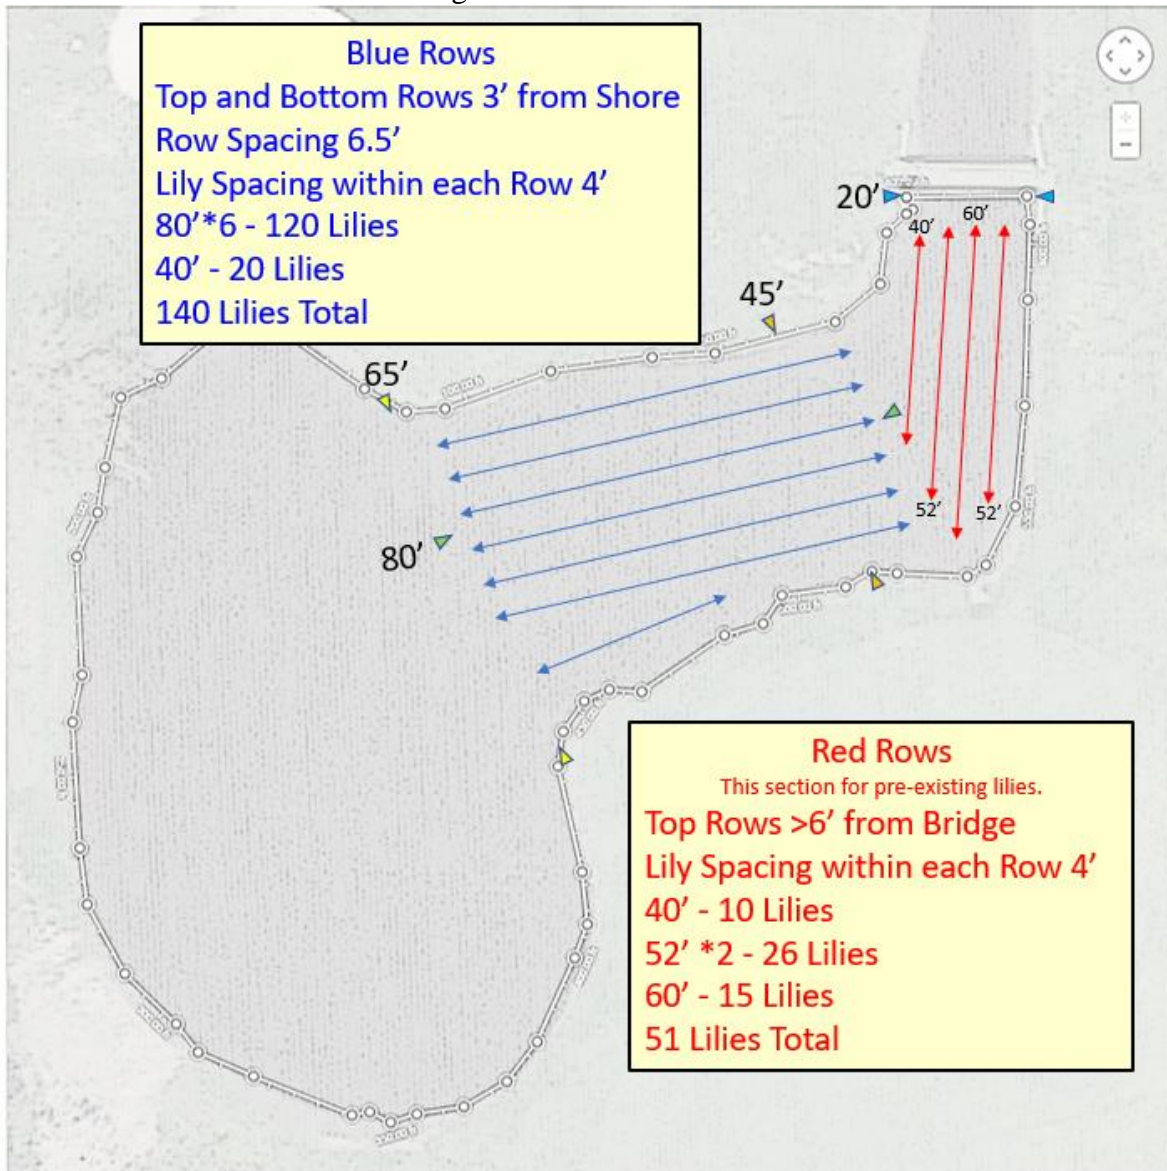 Blue Rows
Top and Bottom Rows 3' from Shore
Row Spacing 6.5'
Lily Spacing within each Row 4'
80'*6 - 120 Lilies
40' - 20 Lilies
140 Lilies Total
20'
40'
60'
45'
65'
52'
52'
80'
Red Rows
This section for pre-existing lilies.
Top Rows >6' from Bridge
Lily Spacing within each Row 4'
40' - 10 Lilies
52' *2 - 26 Lilies
60' - 15 Lilies
51 Lilies Total